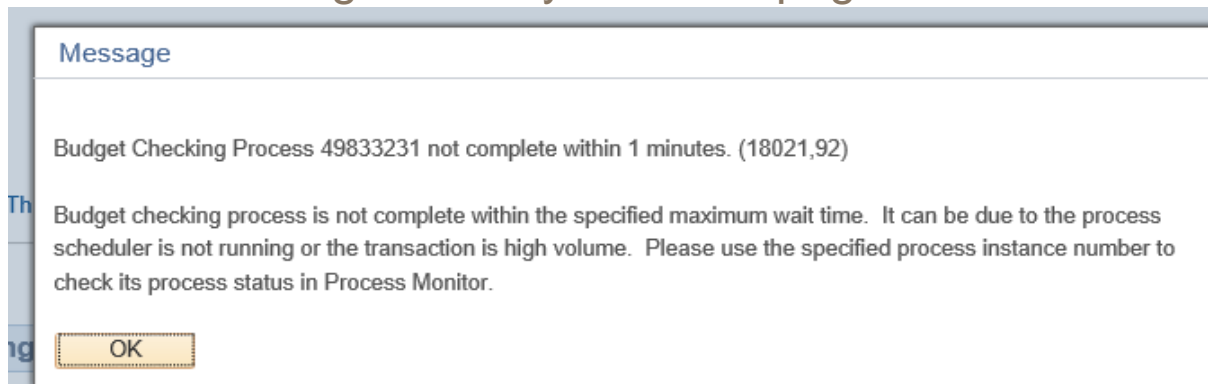 Message
Budget Checking Process 49833231 not complete within 1 minutes. (18021,92)
Th
Budget checking process is not complete within the specified maximum wait time. It can be due to the process
scheduler is not running or the transaction is high volume. Please use the specified process instance number to
check its process status in Process Monitor.
ng
OK